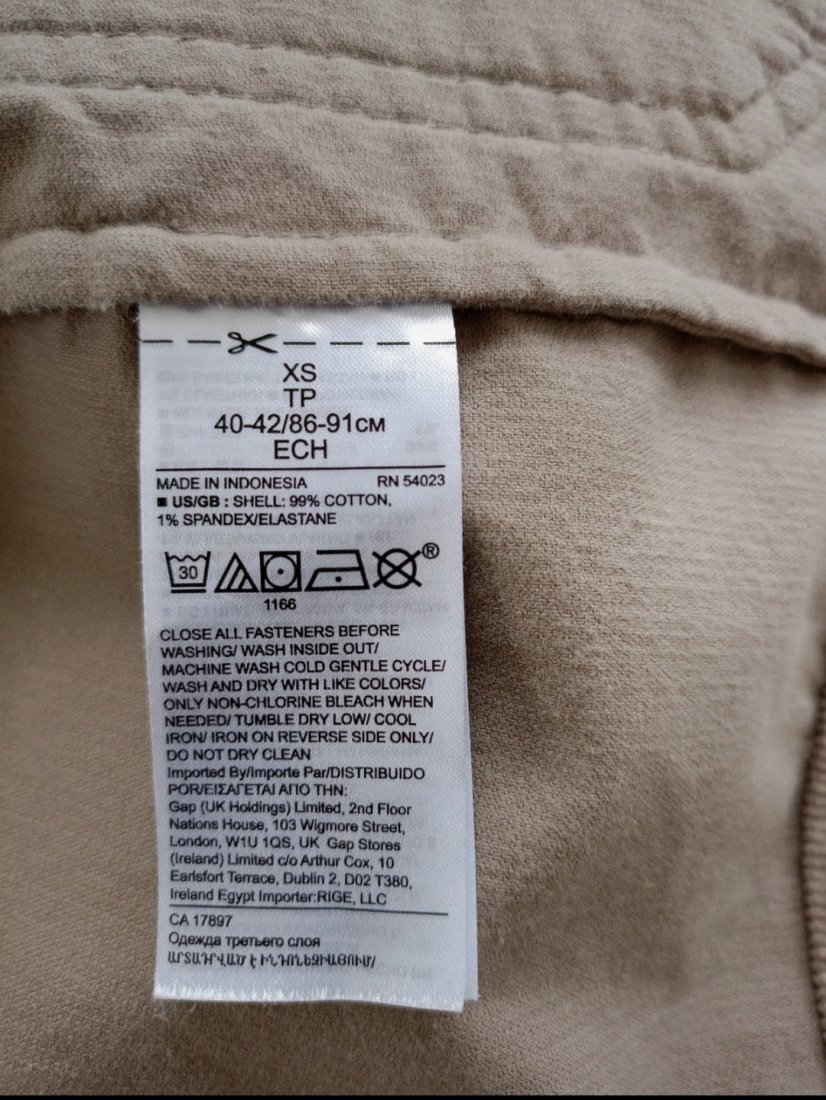 XS
TP
40-42/86-91СМ
ECH
MADE IN INDONESIA RN 54023
■ US/GB : SHELL: 99% COTTON,
1% SPANDEX/ELASTANE
30
®
1166
CLOSE ALL FASTENERS BEFORE
WASHING/ WASH INSIDE OUT/
MACHINE WASH COLD GENTLE CYCLE/
WASH AND DRY WITH LIKE COLORS/
ONLY NON-CHLORINE BLEACH WHEN
NEEDED/ TUMBLE DRY LOW/ COOL
IRON/ IRON ON REVERSE SIDE ONLY/
DO NOT DRY CLEAN
Imported By/Importe Par/DISTRIBUIDO
POR/ΕΙΣΑΓΕΤΑΙ ΑΠΟ ΤΗΝ:
Gap (UK Holdings) Limited, 2nd Floor
Nations House, 103 Wigmore Street,
London, W1U 1QS, UK Gap Stores
(Ireland) Limited c/o Arthur Cox, 10
Earlsfort Terrace, Dublin 2, D02 T380,
Ireland Egypt Importer:RIGE, LLC
CA 17897
Одежда третьего слоя
ԱՐՏԱԴՐՎԱԾ Է ԻՆԴՈՆԵԶԻԱՅՈՒՄ/